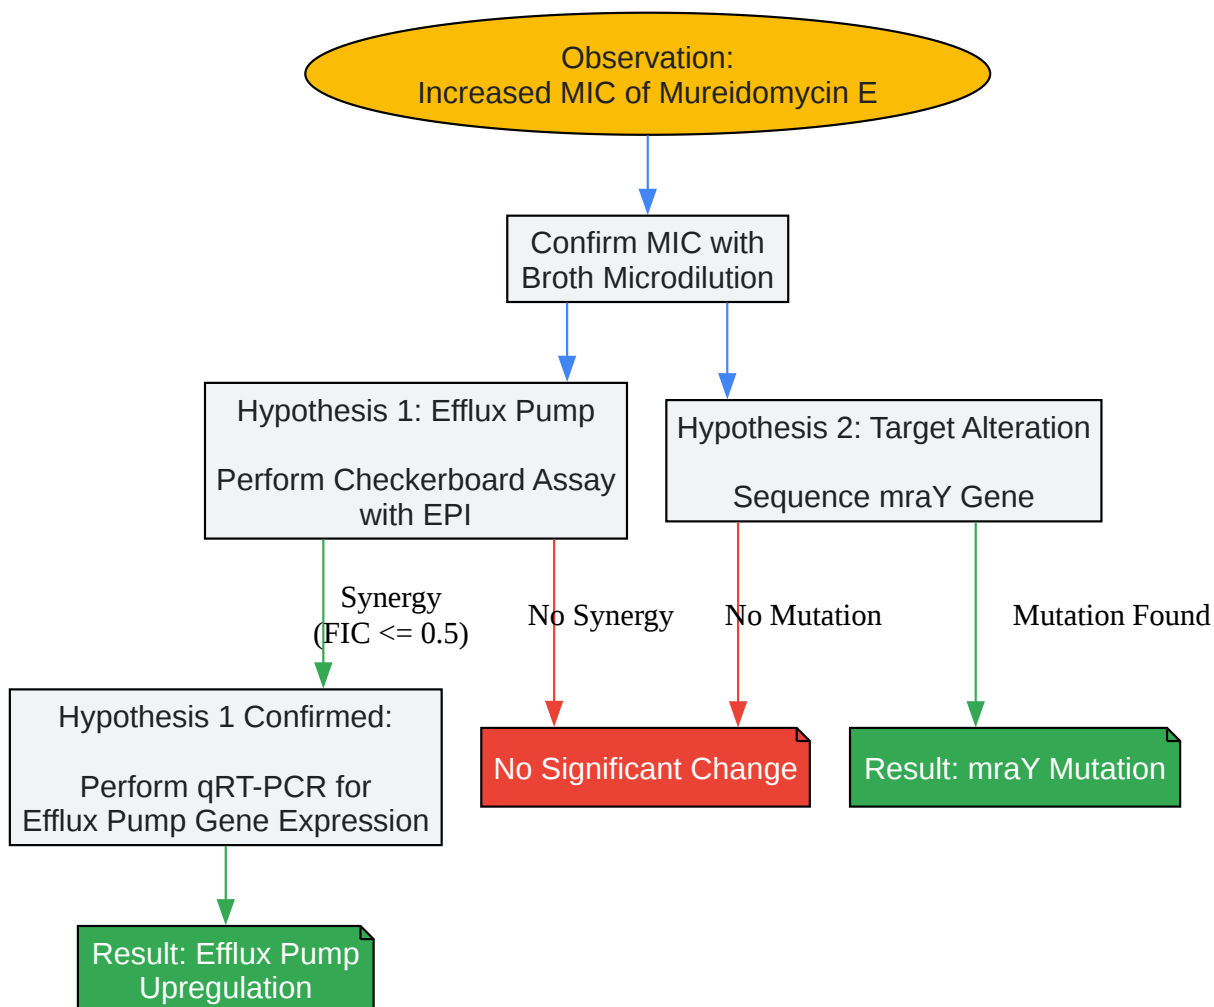 Observation:
Increased MIC of Mureidomycin E
Confirm MIC with
Broth Microdilution
Hypothesis 1: Efflux Pump
Perform Checkerboard Assay
with EPI
Hypothesis 2: Target Alteration
Sequence mraY Gene
Synergy
(FIC <= 0.5)
No Synergy
No Mutation
Mutation Found
Hypothesis 1 Confirmed:
Perform qRT-PCR for
Efflux Pump Gene Expression
No Significant Change
Result: mraY Mutation
Result: Efflux Pump
Upregulation